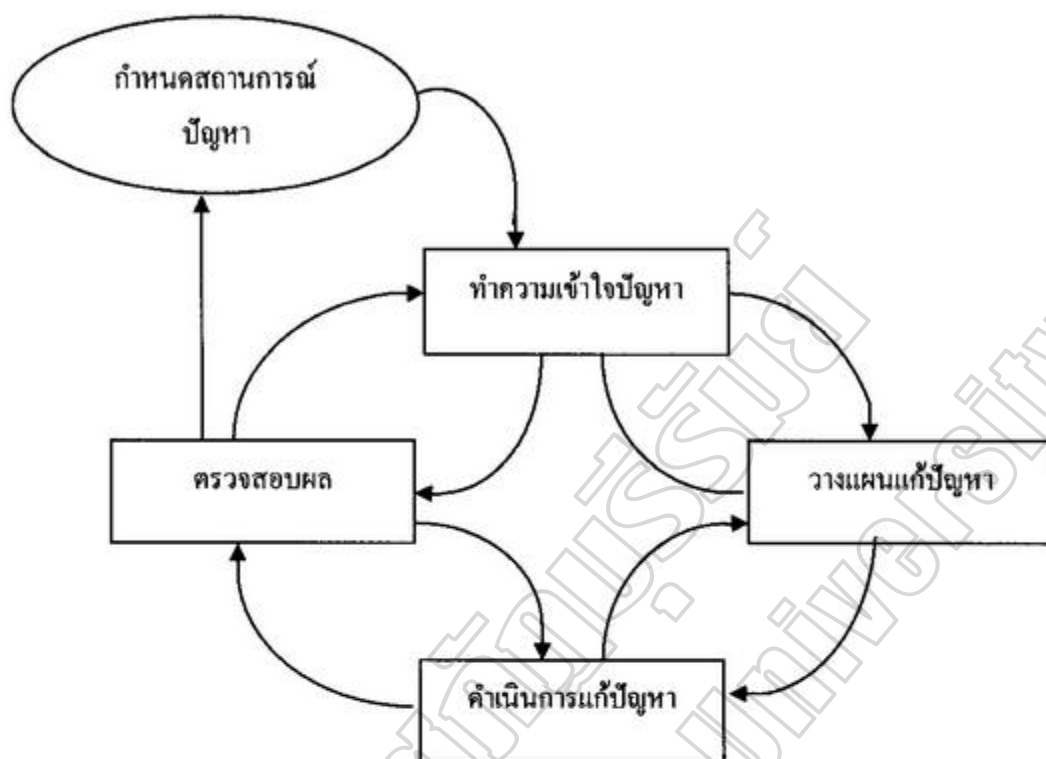 กำหนดสถานการณ์
ปัญหา
ทำความเข้าใจปัญหา
ตรวจสอบผล
วางแผนแก้ปัญหา
ดำเนินการแก้ปัญหา
University